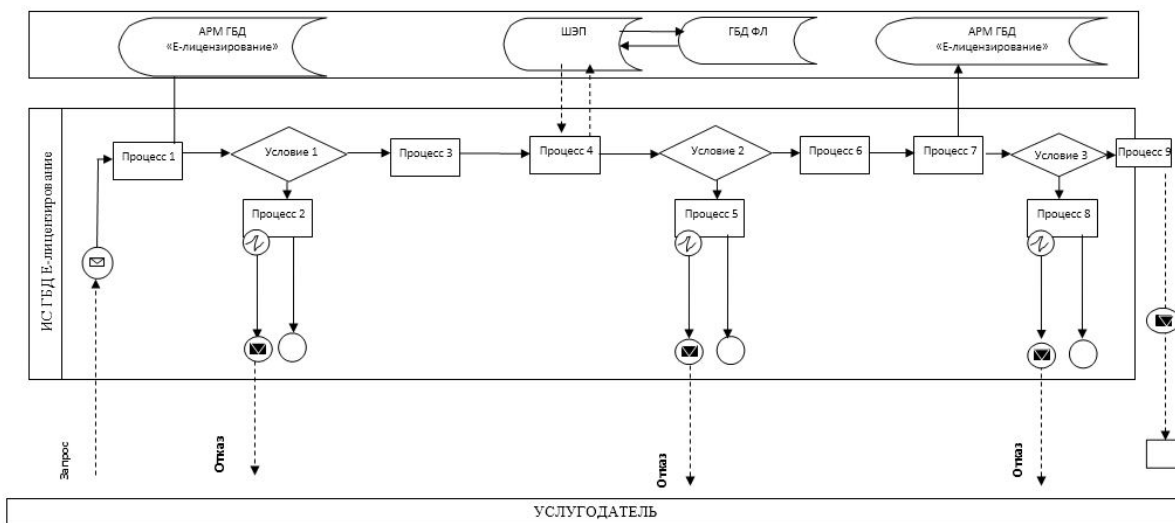 АРМ ГБД
«Е-лицензирование»
ШЭП
ГБД ФЛ
АРМ ГБД
«Е-лицензирование»
ИС ГБД Е-лицензирование
Процесс 1
Условие 1
Процесс 3
Процесс 4
Условие 2
Процесс 6
Процесс 7
Условие 3
Процесс 9
Процесс 2
Процесс 5
Процесс 8
Запрос
Отказ
Отказ
Отказ
УСЛУГОДАТЕЛЬ